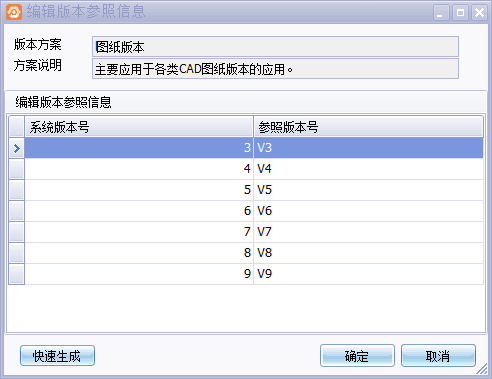 编辑版本参照信息
版本方案 图纸版本
方案说明 主要应用于各类CAD图纸版本的应用。
编辑版本参照信息
系统版本号 参照版本号
3 V3
4 V4
5 V5
6 V6
7 V7
8 V8
9 V9
快速生成 确定 取消